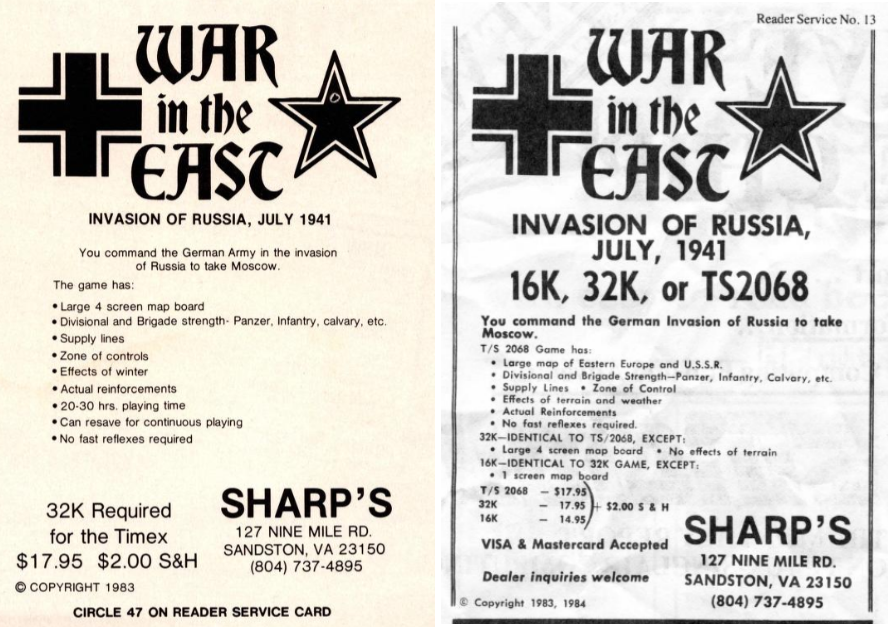 WAR
in the
EAST
INVASION OF RUSSIA, JULY 1941
You command the German Army in the invasion
of Russia to take Moscow.
The game has:
• Large 4 screen map board
• Divisional and Brigade strength- Panzer, Infantry, calvary, etc.
• Supply lines
• Zone of controls
• Effects of winter
• Actual reinforcements
• 20-30 hrs. playing time
• Can resave for continuous playing
• No fast reflexes required
32K Required
for the Timex
$17.95 $2.00 S&H
SHARP'S
127 NINE MILE RD.
SANDSTON, VA 23150
(804) 737-4895
© COPYRIGHT 1983
CIRCLE 47 ON READER SERVICE CARD
Reader Service No. 13
WAR
in the
EAST
INVASION OF RUSSIA,
JULY, 1941
16K, 32K, or TS2068
You command the German Invasion of Russia to take
Moscow.
T/S 2068 Game has:
• Large map of Eastern Europe and U.S.S.R.
• Divisional and Brigade Strength—Panzer, Infantry, Calvary, etc.
• Supply Lines • Zone of Control
• Effects of terrain and weather
• Actual Reinforcements
• No fast reflexes required.
32K—IDENTICAL TO TS/2068, EXCEPT:
• Large 4 screen map board • No effects of terrain
16K—IDENTICAL TO 32K GAME, EXCEPT:
• 1 screen map board
T/S 2068 — $17.95
32K — 17.95 + $2.00 S & H
16K — 14.95
VISA & Mastercard Accepted
Dealer inquiries welcome
SHARP'S
127 NINE MILE RD.
SANDSTON, VA 23150
(804) 737-4895
© Copyright 1983, 1984